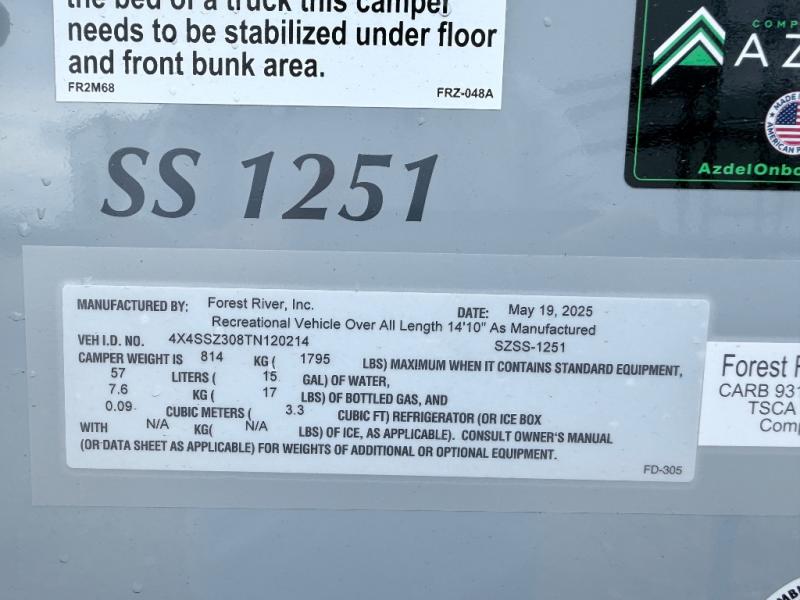 the bed of a truck this camper
needs to be stabilized under floor
and front bunk area.
FR2M68 FRZ-048A
COMP
AZ
MADE
AMERICAN
AzdelOnbo
SS 1251
MANUFACTURED BY: Forest River, Inc. DATE: May 19, 2025
Recreational Vehicle Over All Length 14'10" As Manufactured
VEH I.D. NO. 4X4SSZ308TN120214 SZSS-1251
CAMPER WEIGHT IS 814 KG ( 1795 LBS) MAXIMUM WHEN IT CONTAINS STANDARD EQUIPMENT,
57 LITERS ( 15 GAL) OF WATER,
7.6 KG ( 17 LBS) OF BOTTLED GAS, AND
0.09 CUBIC METERS ( 3.3 CUBIC FT) REFRIGERATOR (OR ICE BOX
WITH N/A KG( N/A LBS) OF ICE, AS APPLICABLE). CONSULT OWNER'S MANUAL
(OR DATA SHEET AS APPLICABLE) FOR WEIGHTS OF ADDITIONAL OR OPTIONAL EQUIPMENT.
FD-305
Forest R
CARB 931
TSCA
Comp